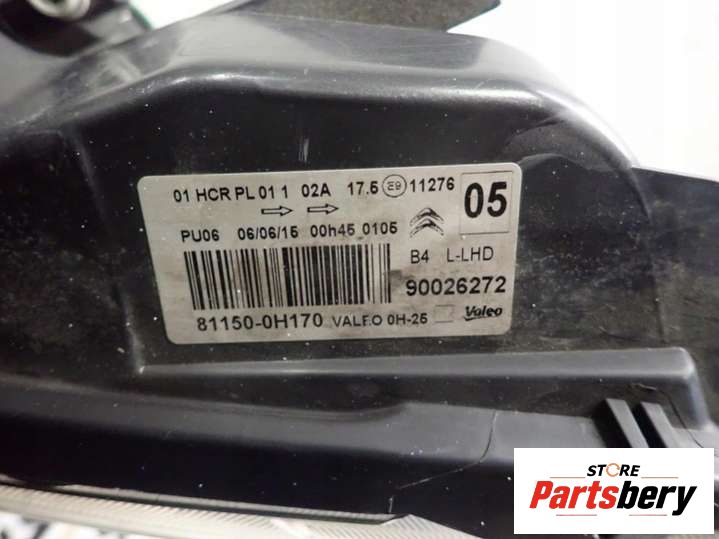 01 HCR PL 01 1 02A 17.5 E9 11276 05
PU06 06/06/15 00h45 0105
B4 L-LHD
90026272
81150-0H170 VALEO 0H-25 Valeo
STORE
Partsbery